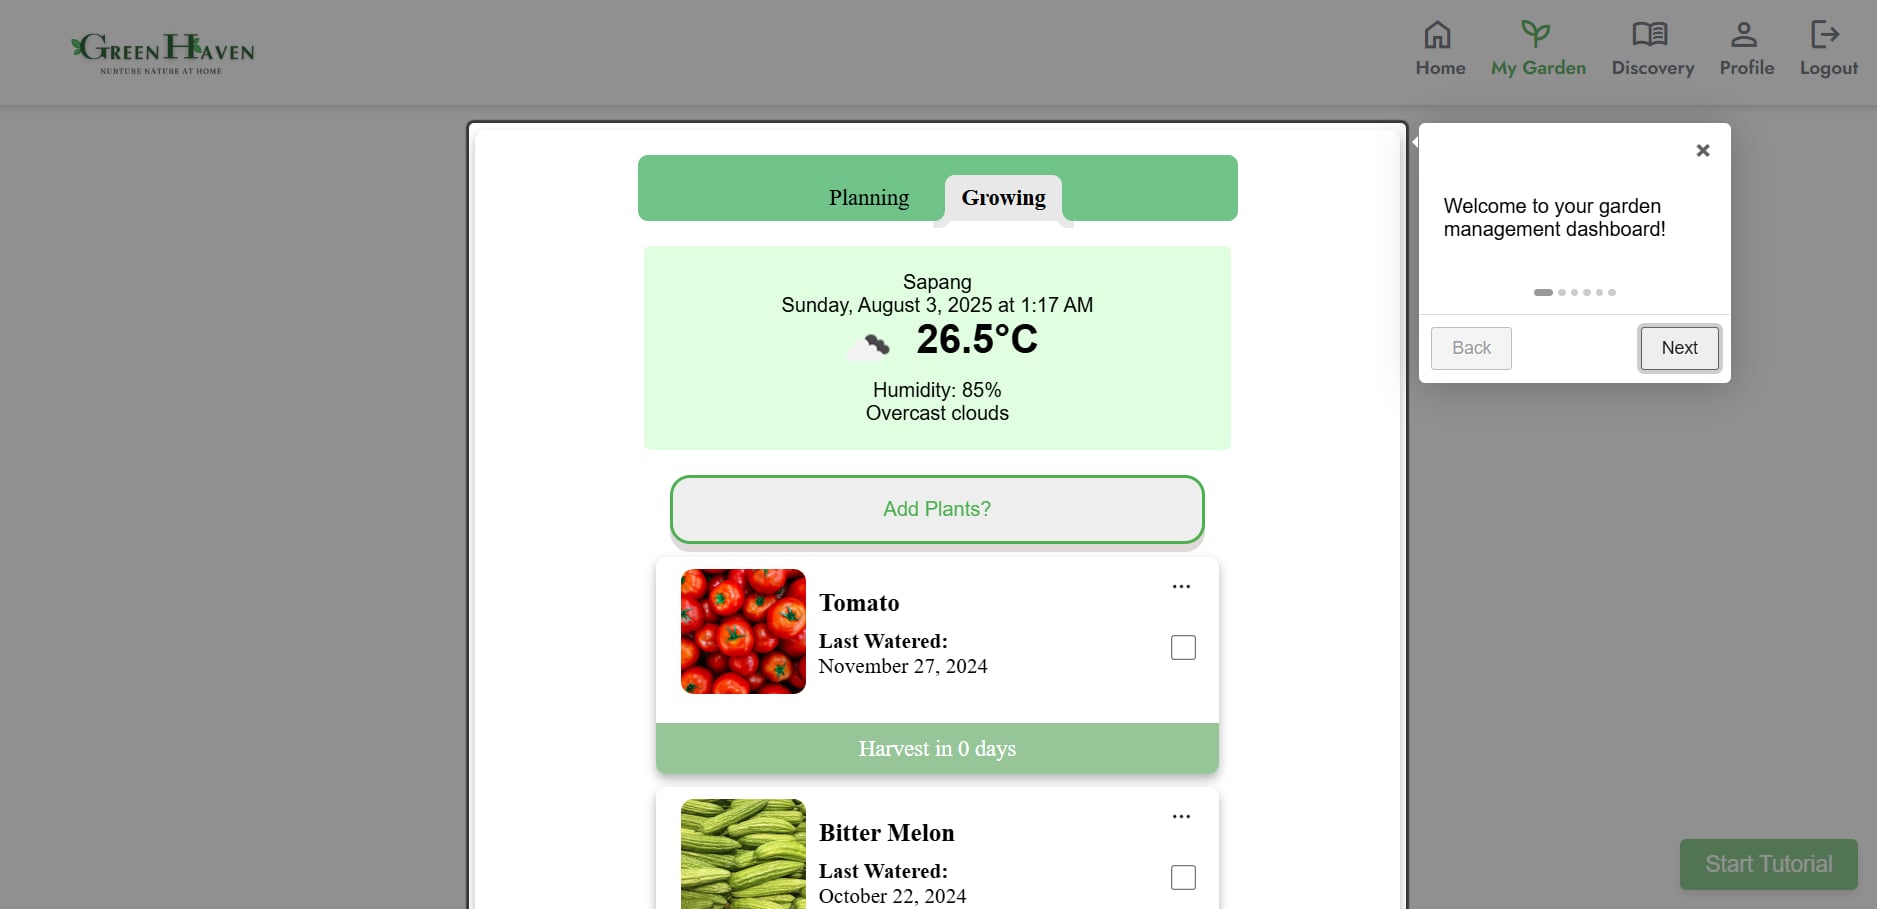 GREEN HAVEN
NURTURE NATURE AT HOME
Home
My Garden
Discovery
Profile
Logout
Planning
Growing
Sapang
Sunday, August 3, 2025 at 1:17 AM
26.5°C
Humidity: 85%
Overcast clouds
Add Plants?
Tomato
Last Watered:
November 27, 2024
Harvest in 0 days
Bitter Melon
Last Watered:
October 22, 2024
Welcome to your garden
management dashboard!
Back
Next
Start Tutorial